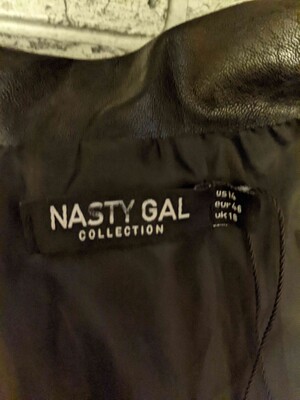 NASTY GAL
COLLECTION
us 14
eur 46
uk 18